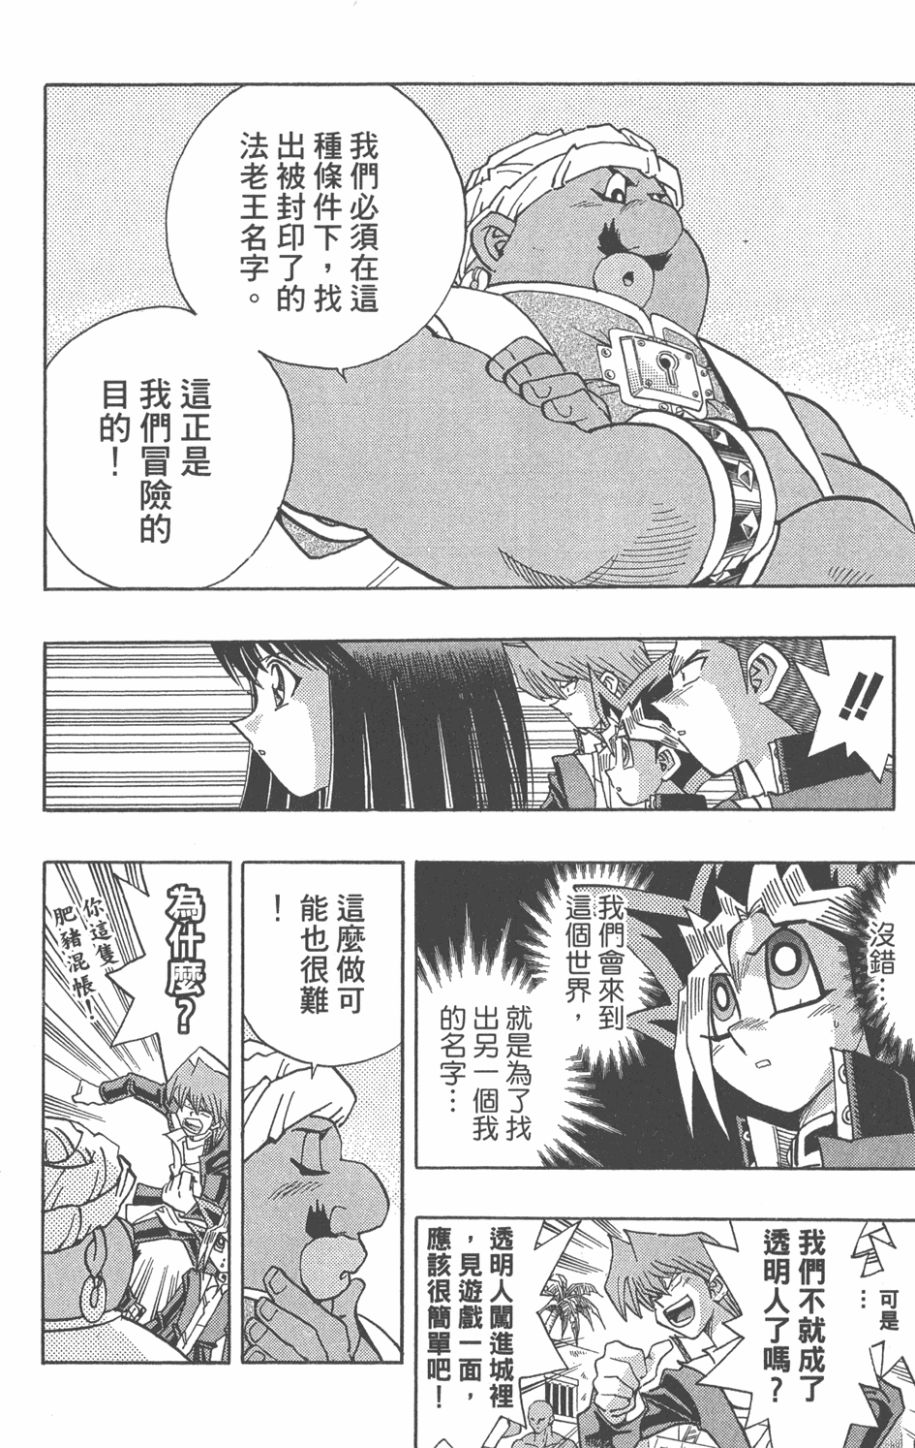 我們必須在這
種條件下，找
出被封印了的
法老王名字。
這正是
我們冒險的
目的！
!!
沒錯…
我們會來到
這個世界，
就是為了找
出另一個我
的名字…
可是…
我們不就成了
透明人了嗎？
透明人闖進城裡
，見遊戲一面，
應該很簡單吧！
這麼做可
能也很難
！
為什麼？
你這隻
肥豬混帳！